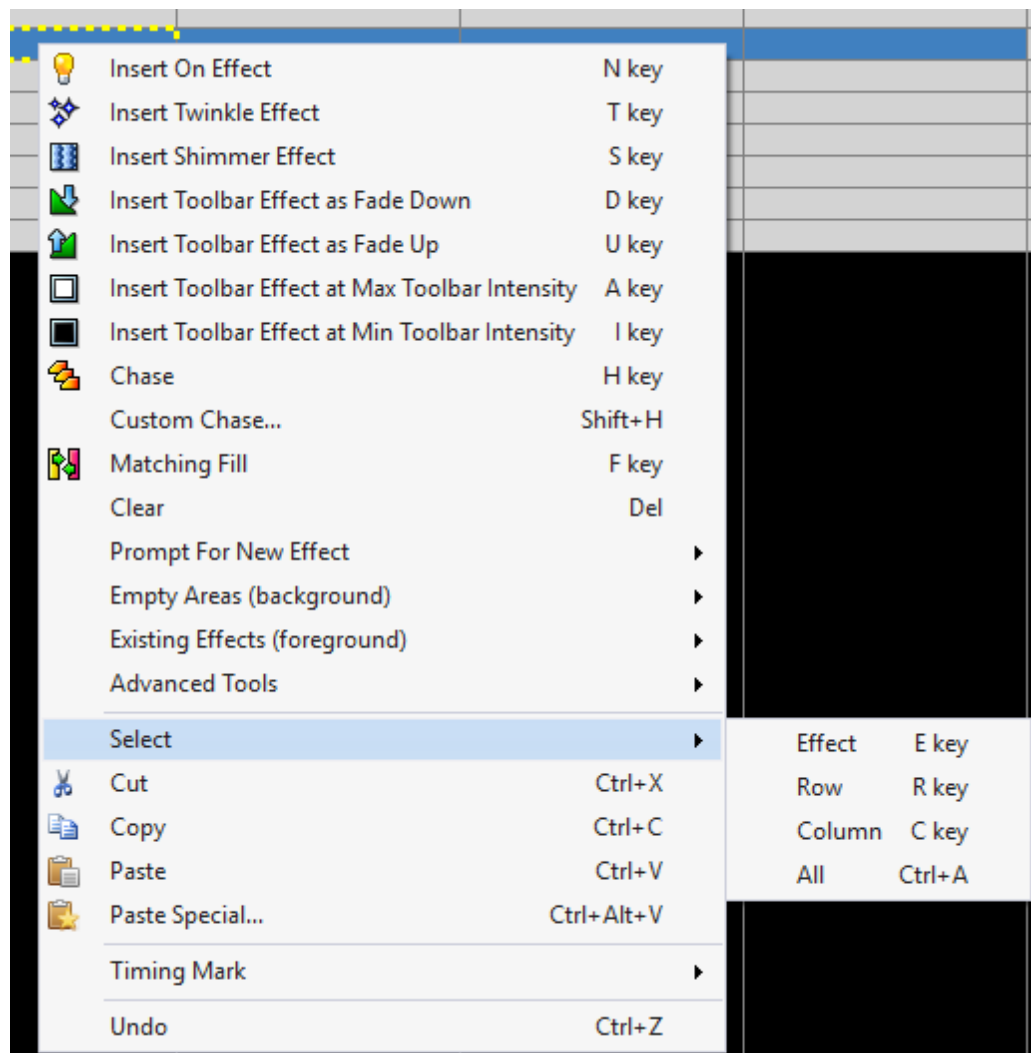 Insert On Effect N key
Insert Twinkle Effect T key
Insert Shimmer Effect S key
Insert Toolbar Effect as Fade Down D key
Insert Toolbar Effect as Fade Up U key
Insert Toolbar Effect at Max Toolbar Intensity A key
Insert Toolbar Effect at Min Toolbar Intensity I key
Chase H key
Custom Chase... Shift+H
Matching Fill F key
Clear Del
Prompt For New Effect
Empty Areas (background)
Existing Effects (foreground)
Advanced Tools
Select
Effect E key
Row R key
Column C key
All Ctrl+A
Cut Ctrl+X
Copy Ctrl+C
Paste Ctrl+V
Paste Special... Ctrl+Alt+V
Timing Mark
Undo Ctrl+Z